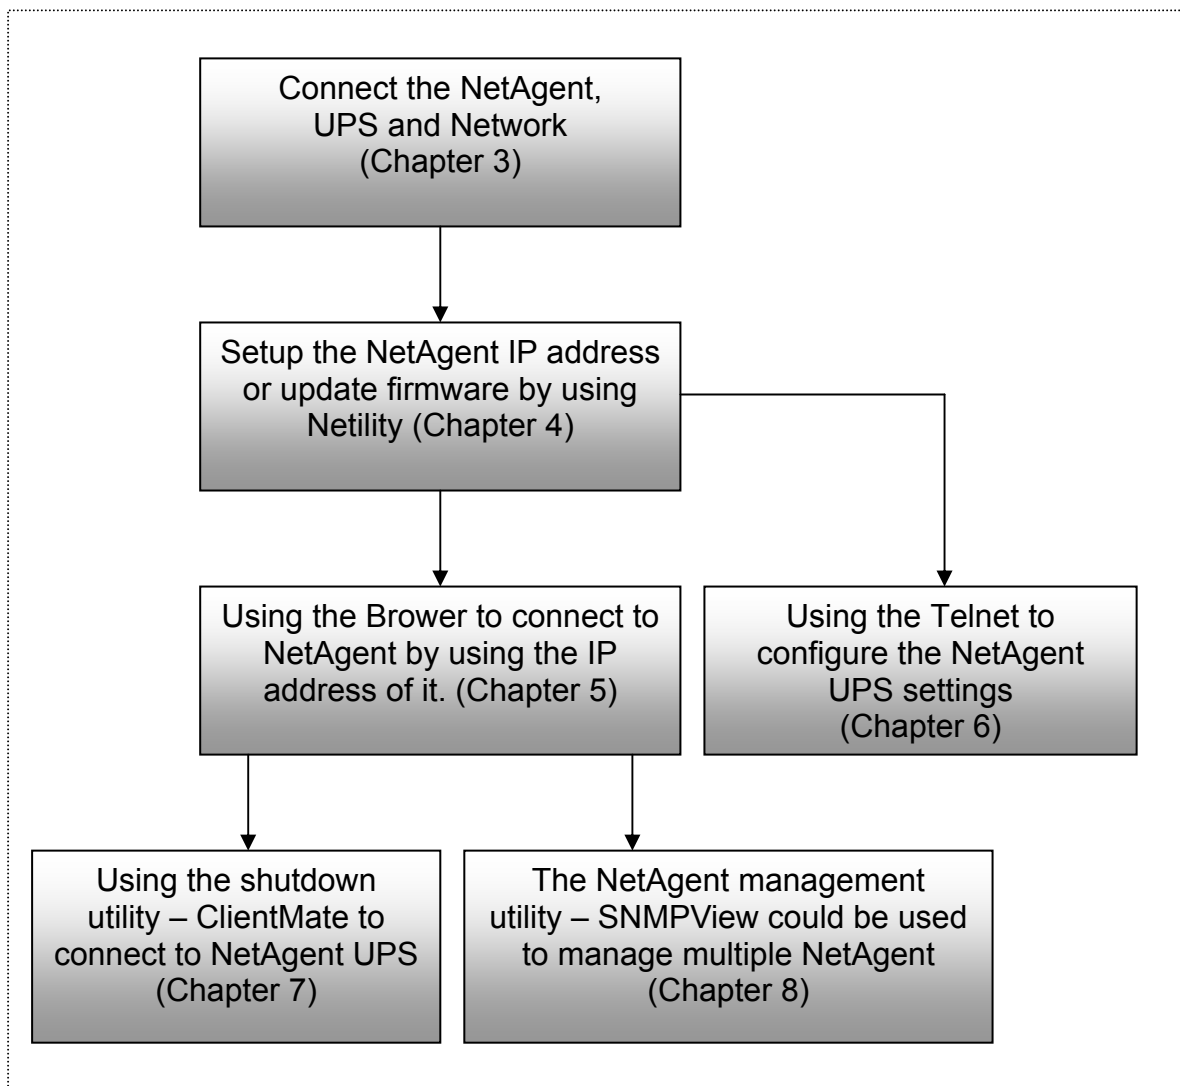 Connect the NetAgent,
UPS and Network
(Chapter 3)
Setup the NetAgent IP address
or update firmware by using
Netility (Chapter 4)
Using the Brower to connect to
NetAgent by using the IP
address of it. (Chapter 5)
Using the Telnet to
configure the NetAgent
UPS settings
(Chapter 6)
Using the shutdown
utility – ClientMate to
connect to NetAgent UPS
(Chapter 7)
The NetAgent management
utility – SNMPView could be used
to manage multiple NetAgent
(Chapter 8)